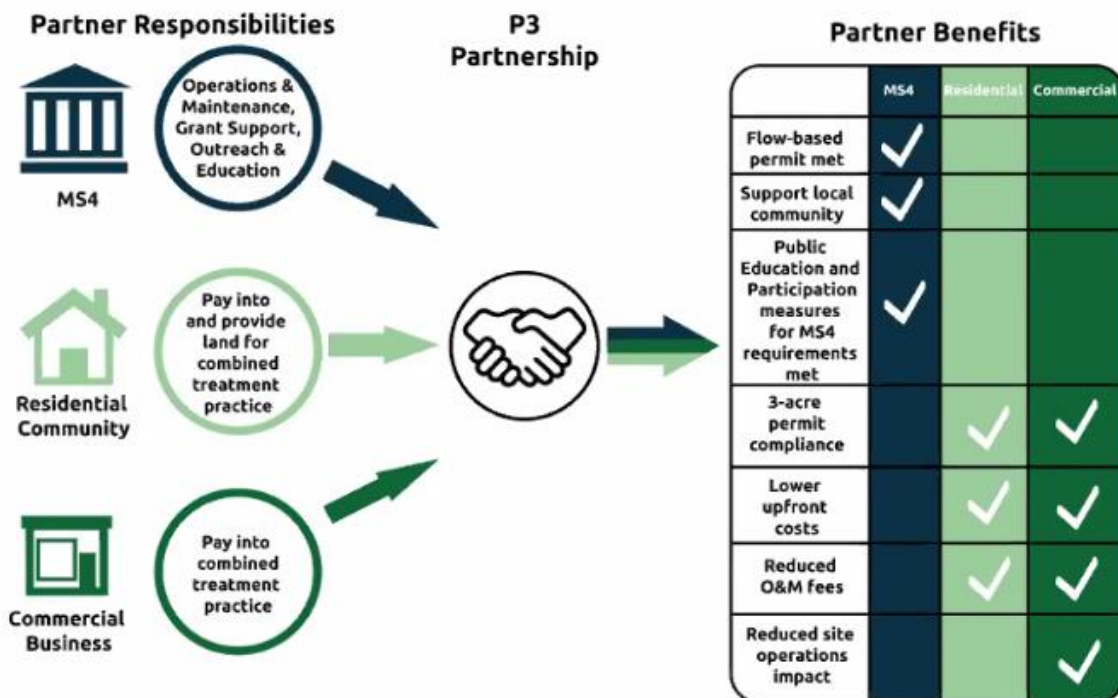 Partner Responsibilities
MS4
Operations &
Maintenance,
Grant Support,
Outreach &
Education
Residential
Community
Pay into
and provide
land for
combined
treatment
practice
Commercial
Business
Pay into
combined
treatment
practice
P3
Partnership
Partner Benefits
MS4 Residential Commercial
Flow-based
permit met
Support local
community
Public
Education and
Participation
measures
for MS4
requirements
met
3-acre
permit
compliance
Lower
upfront
costs
Reduced
O&M fees
Reduced site
operations
impact